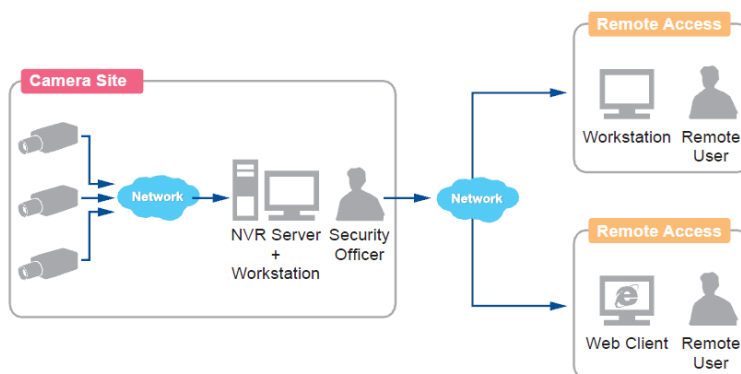 Camera Site
Network
NVR Server
+
Workstation
Security
Officer
Network
Remote Access
Workstation
Remote
User
Remote Access
Web Client
Remote
User